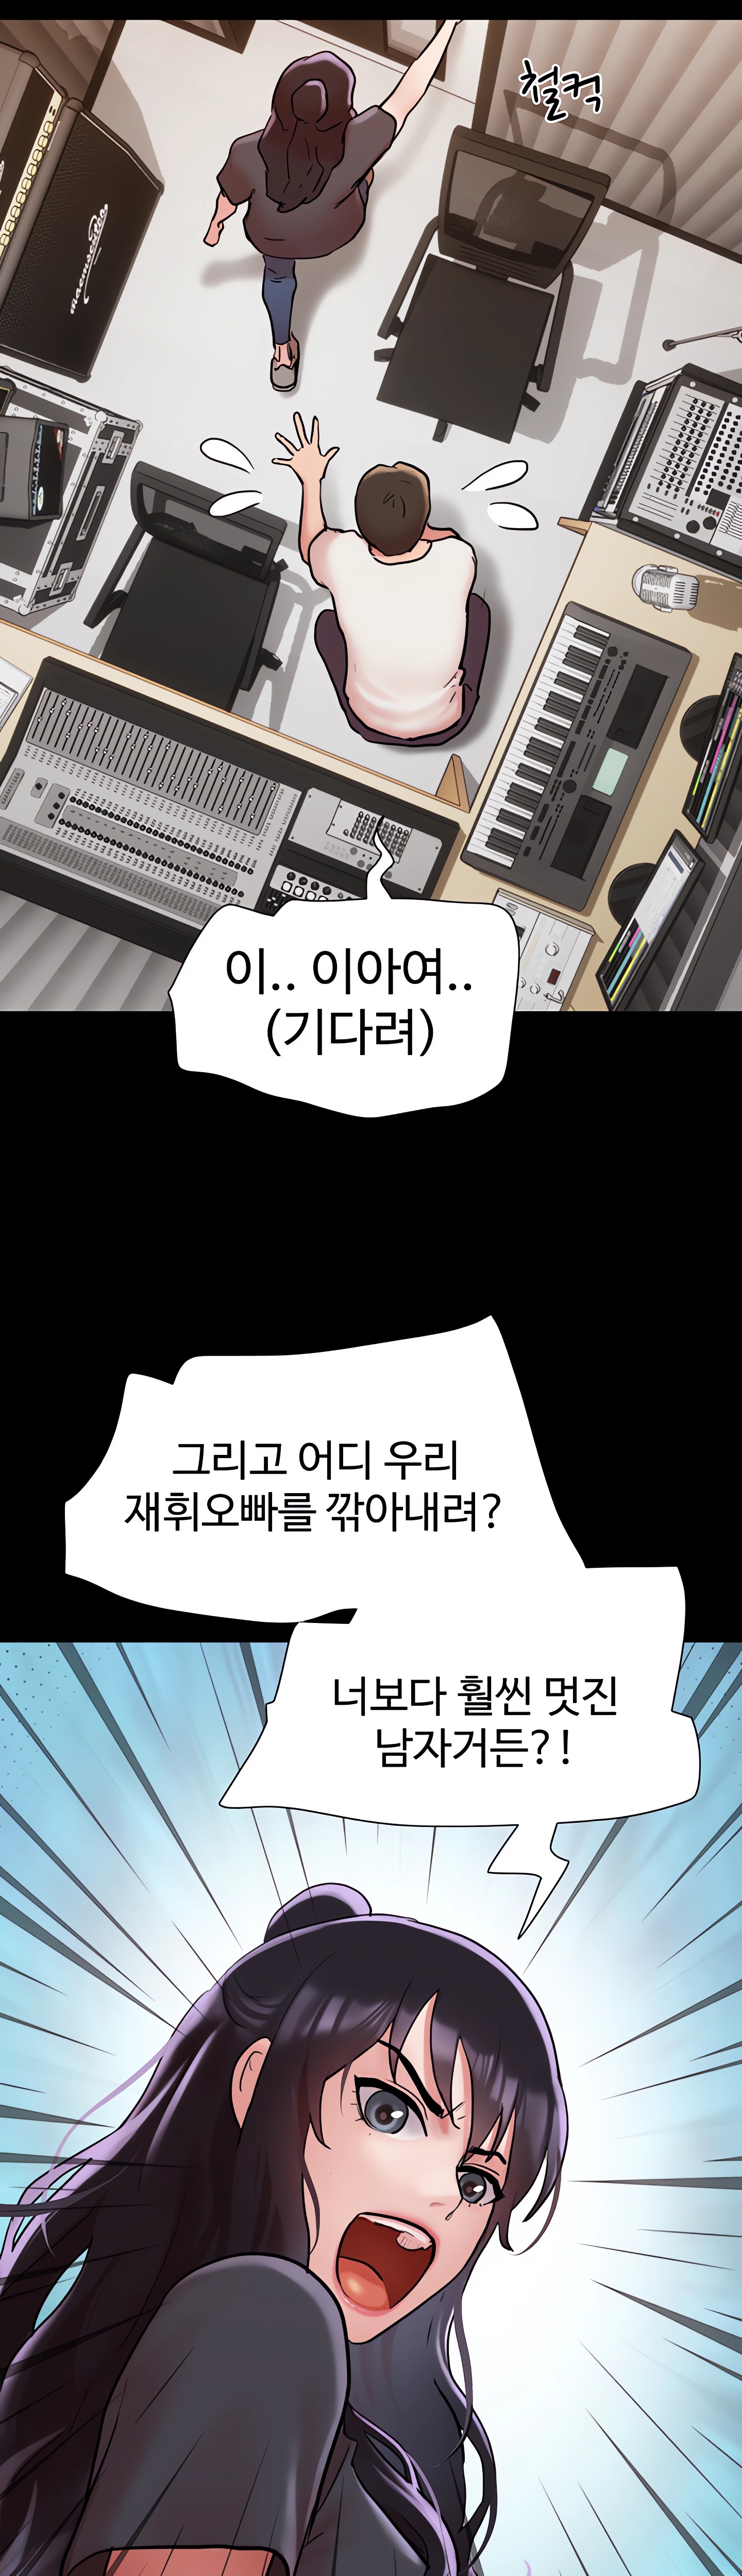 철컥
이.. 이아여..
(기다려)
그리고 어디 우리
재휘오빠를 깎아내려?
너보다 훨씬 멋진
남자거든?!